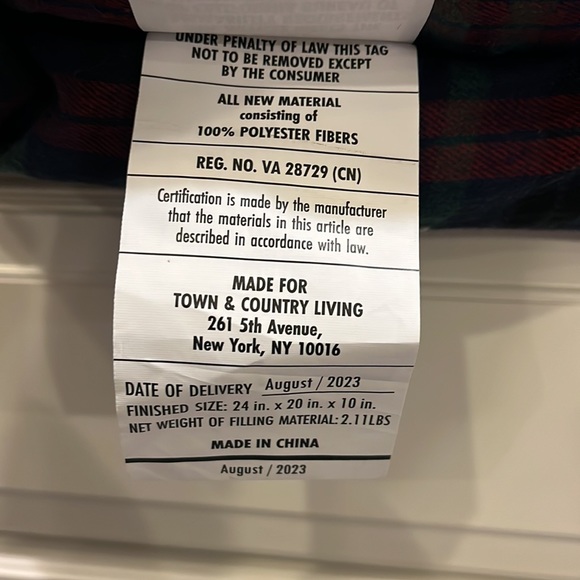 UNDER PENALTY OF LAW THIS TAG
NOT TO BE REMOVED EXCEPT
BY THE CONSUMER
ALL NEW MATERIAL
consisting of
100% POLYESTER FIBERS
REG. NO. VA 28729 (CN)
Certification is made by the manufacturer
that the materials in this article are
described in accordance with law.
MADE FOR
TOWN & COUNTRY LIVING
261 5th Avenue,
New York, NY 10016
DATE OF DELIVERY August / 2023
FINISHED SIZE: 24 in. x 20 in. x 10 in.
NET WEIGHT OF FILLING MATERIAL: 2.11LBS
MADE IN CHINA
August / 2023